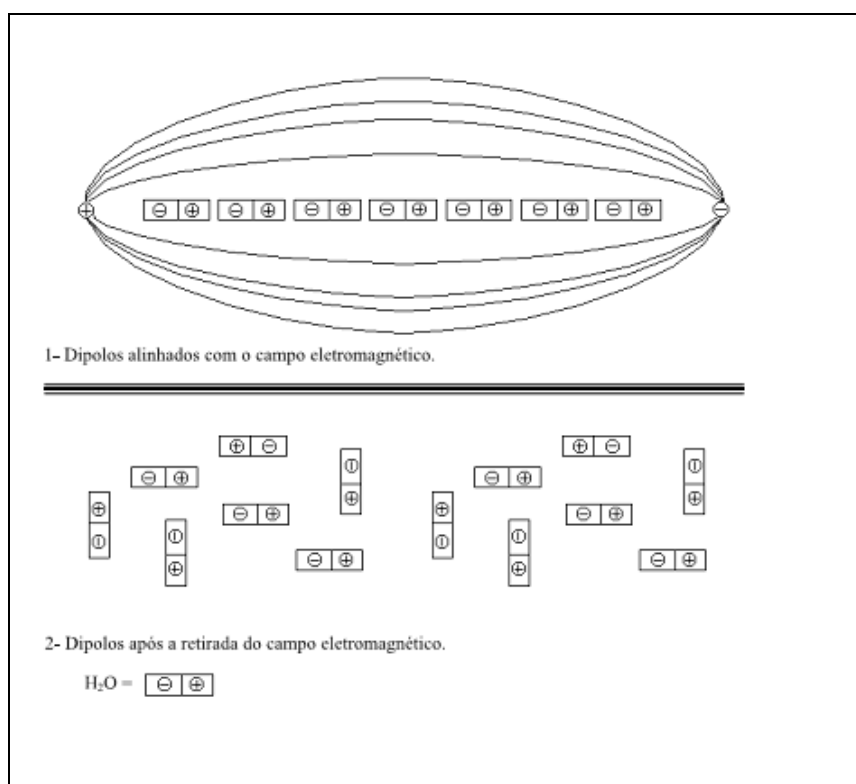 1- Dipolos alinhados com o campo eletromagnético.
2- Dipolos após a retirada do campo eletromagnético.
H₂O =